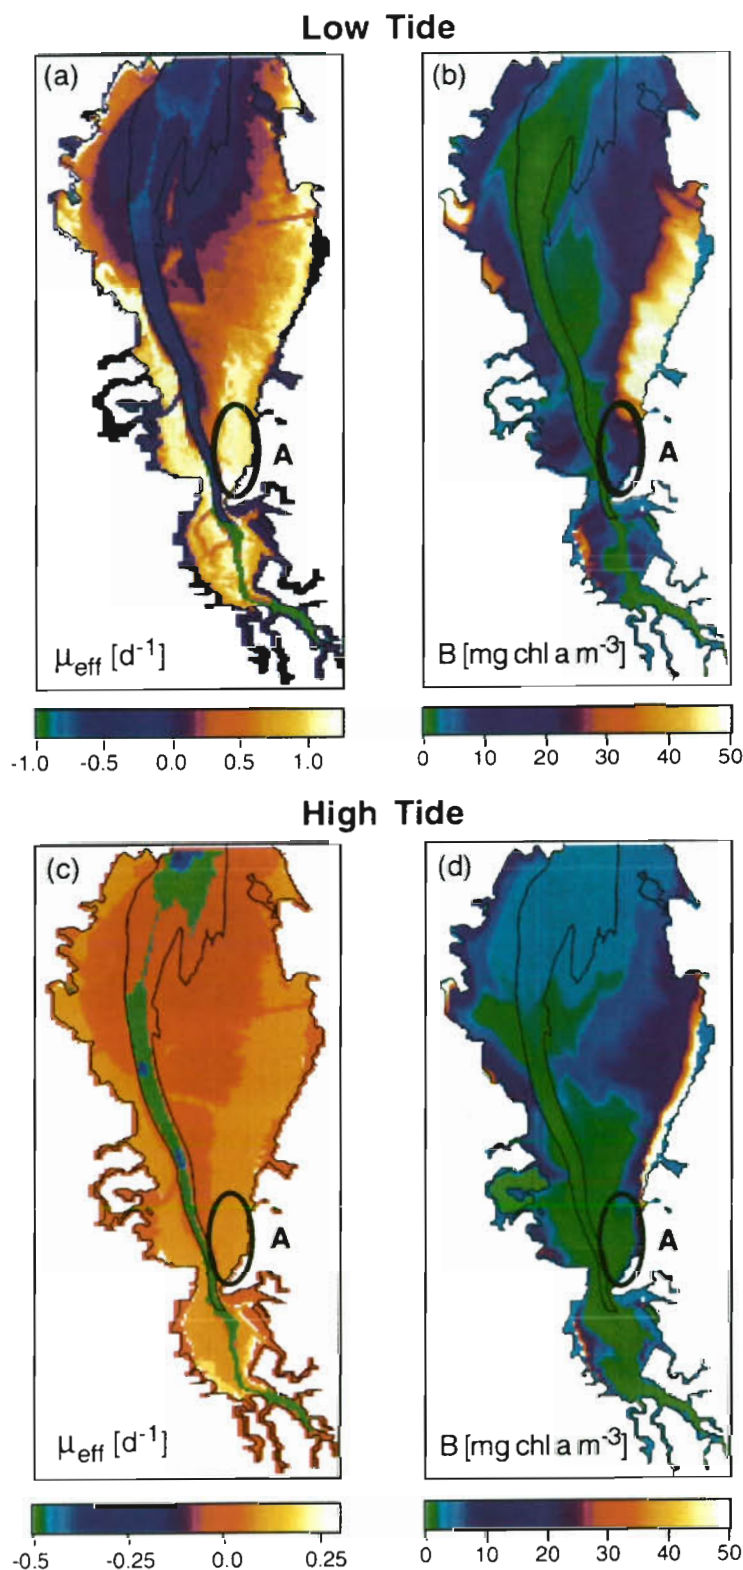 Low Tide
(a)
(b)
A
A
μeff [d-1]
B [mg chl a m-3]
-1.0 -0.5 0.0 0.5 1.0
0 10 20 30 40 50
High Tide
(c)
(d)
A
A
μeff [d-1]
B [mg chl a m-3]
-0.5 -0.25 0.0 0.25
0 10 20 30 40 50